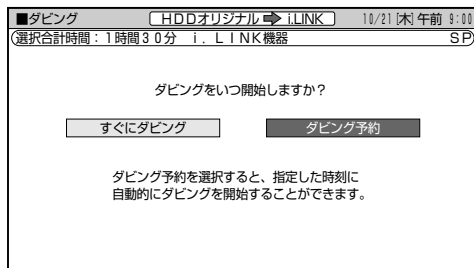 ■ダビング HDDオリジナル ➡ i.LINK 10/21[木]午前 9:00
選択合計時間：1時間30分 ｉ．ＬＩＮＫ機器 SP
ダビングをいつ開始しますか？
すぐにダビング ダビング予約
ダビング予約を選択すると、指定した時刻に
自動的にダビングを開始することができます。